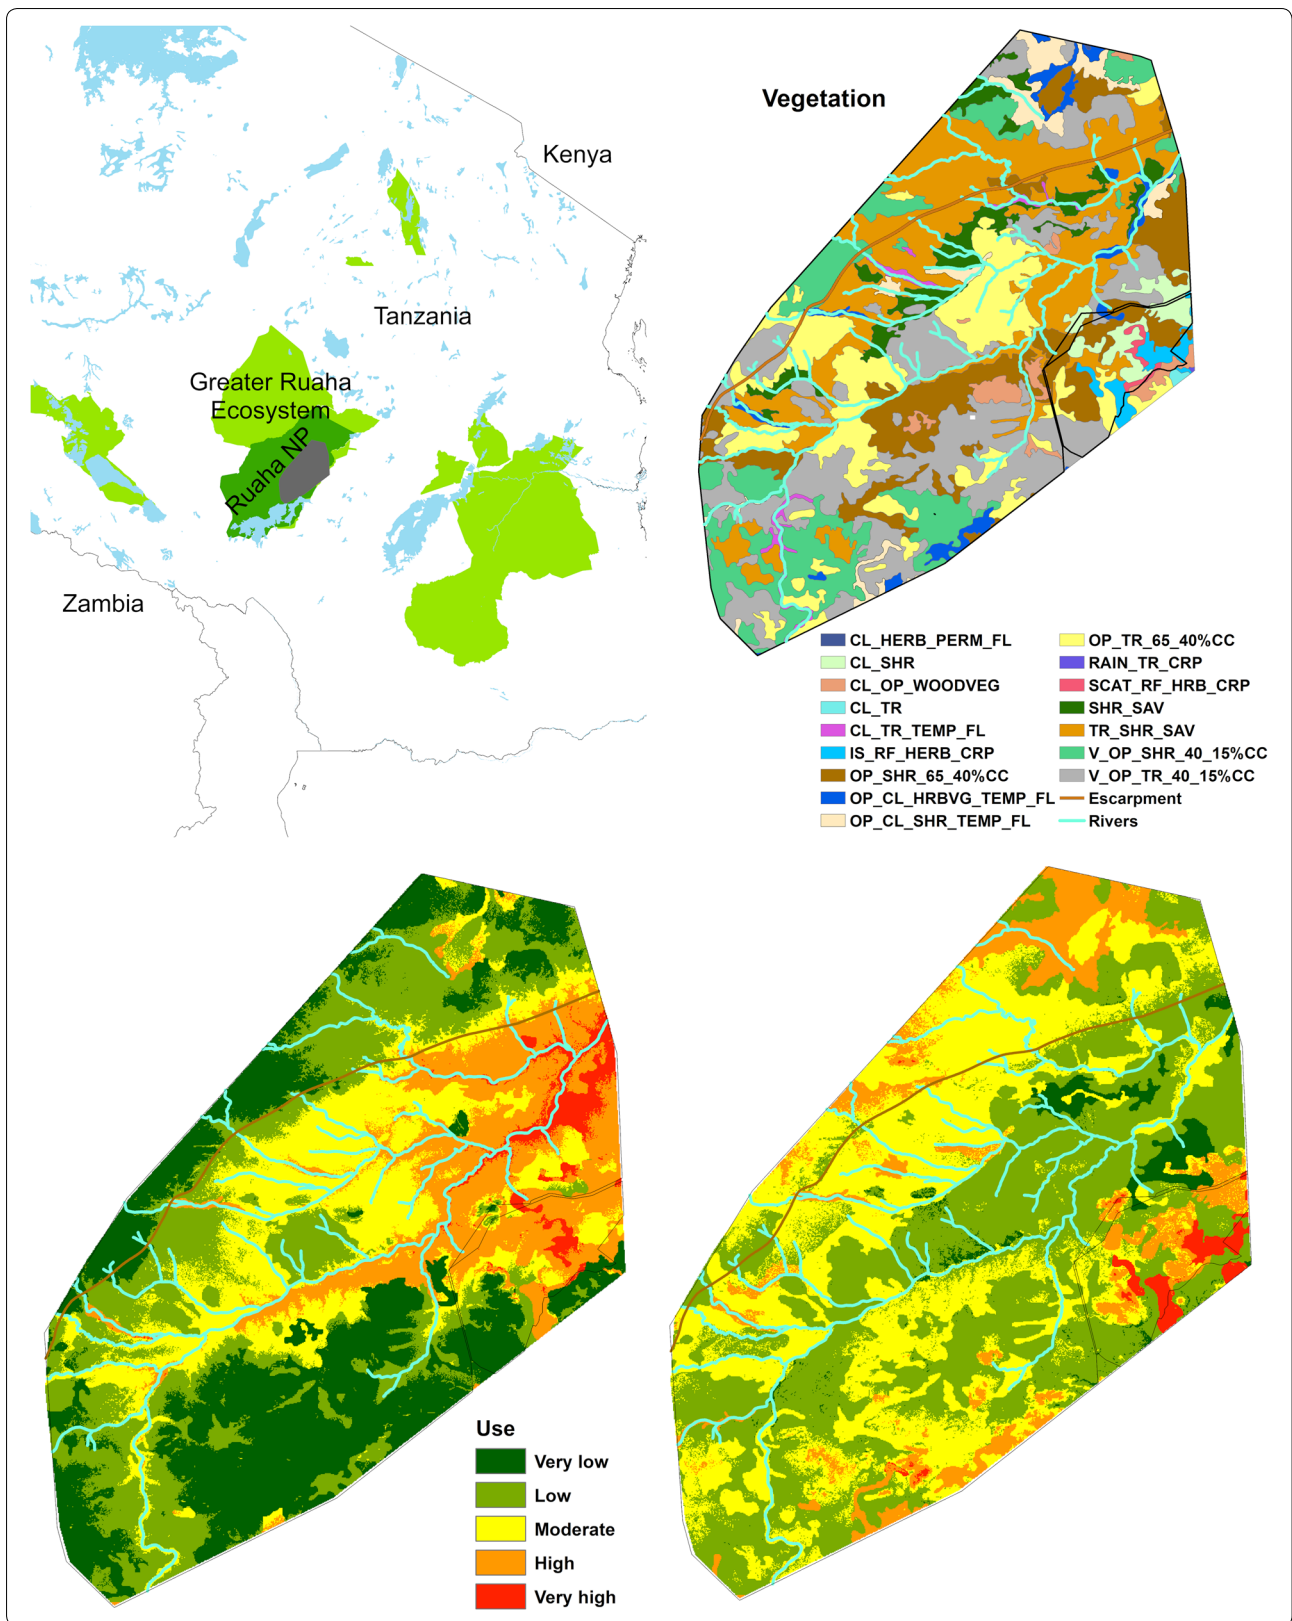 Kenya
Tanzania
Greater Ruaha
Ecosystem
Ruaha NP
Zambia
Vegetation
CL_HERB_PERM_FL
CL_SHR
CL_OP_WOODVEG
CL_TR
CL_TR_TEMP_FL
IS_RF_HERB_CRP
OP_SHR_65_40%CC
OP_CL_HRBVG_TEMP_FL
OP_CL_SHR_TEMP_FL
OP_TR_65_40%CC
RAIN_TR_CRP
SCAT_RF_HRB_CRP
SHR_SAV
TR_SHR_SAV
V_OP_SHR_40_15%CC
V_OP_TR_40_15%CC
Escarpment
Rivers
Use
Very low
Low
Moderate
High
Very high